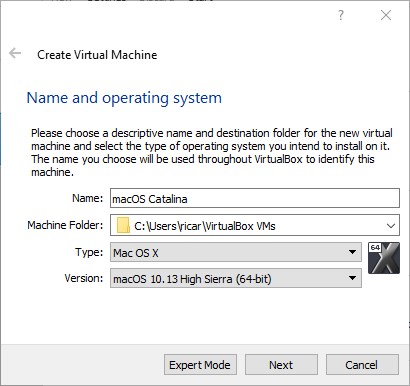 ?
Create Virtual Machine
Name and operating system
Please choose a descriptive name and destination folder for the new virtual
machine and select the type of operating system you intend to install on it.
The name you choose will be used throughout VirtualBox to identify this
machine.
Name: macOS Catalina
Machine Folder: C:\Users\ricar\VirtualBox VMs
Type: Mac OS X
64
X
Version: macOS 10.13 High Sierra (64-bit)
Expert Mode Next Cancel